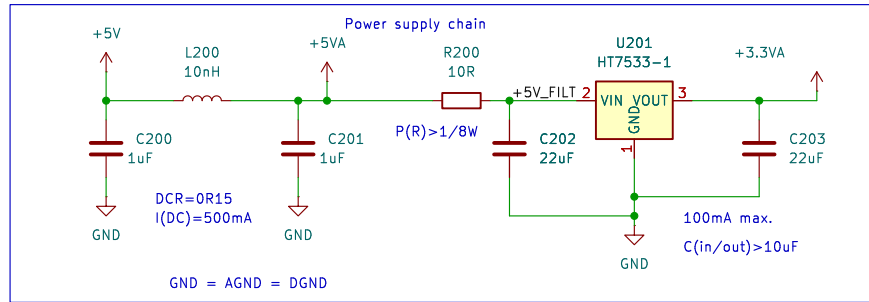 Power supply chain
+5V
L200
10nH
+5VA
R200
10R
U201
HT7533-1
+3.3VA
+5V_FILT
2
VIN
VOUT
3
GND
1
C200
1uF
C201
1uF
P(R)>1/8W
C202
22uF
C203
22uF
DCR=0R15
I(DC)=500mA
GND
GND
100mA max.
C(in/out)>10uF
GND
GND = AGND = DGND